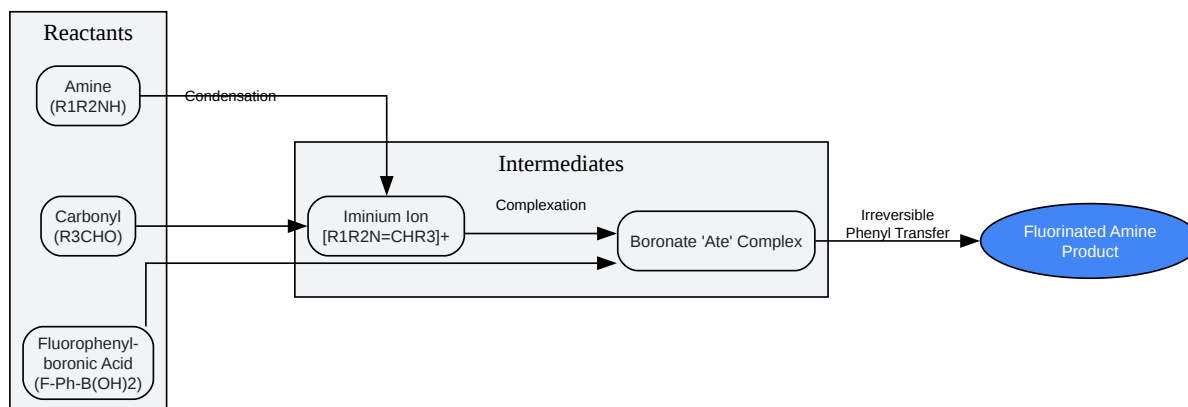 Reactants
Amine
(R1R2NH)
Condensation
Intermediates
Carbonyl
(R3CHO)
Iminium Ion
[R1R2N=CHR3]+
Complexation
Boronate 'Ate' Complex
Irreversible
Phenyl Transfer
Fluorinated Amine
Product
Fluorophenyl-
boronic Acid
(F-Ph-B(OH)2)